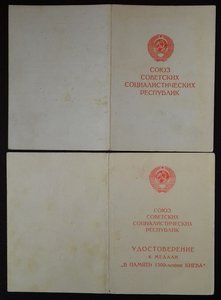 СОЮЗ
СОВЕТСКИХ
СОЦИАЛИСТИЧЕСКИХ
РЕСПУБЛИК
СОЮЗ
СОВЕТСКИХ
СОЦИАЛИСТИЧЕСКИХ
РЕСПУБЛИК
УДОСТОВЕРЕНИЕ
К МЕДАЛИ
„В ПАМЯТЬ 1500-летия КИЕВА"